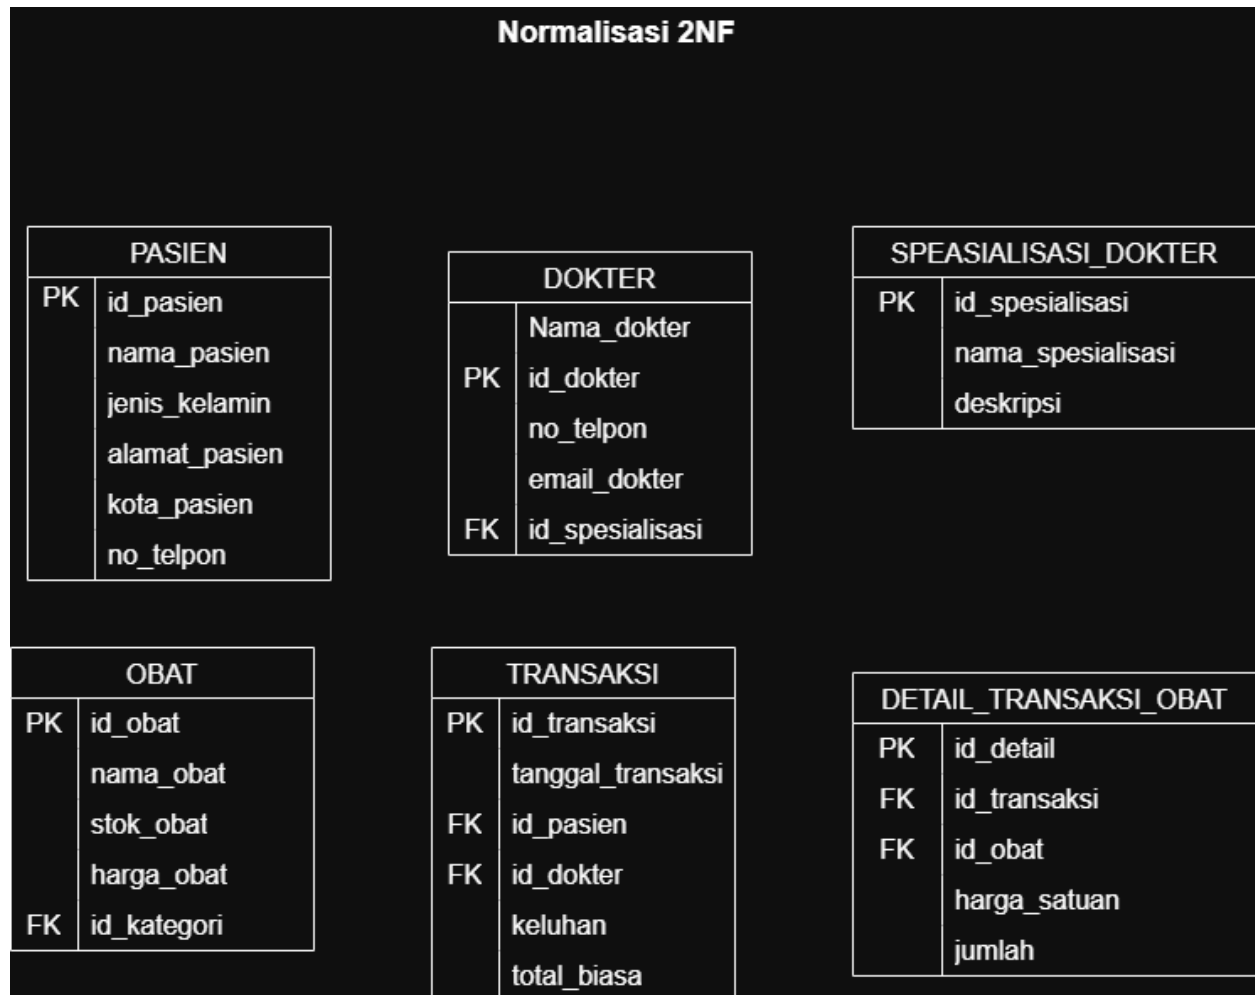 Normalisasi 2NF
PASIEN
PK id_pasien
nama_pasien
jenis_kelamin
alamat_pasien
kota_pasien
no_telpon
DOKTER
Nama_dokter
PK id_dokter
no_telpon
email_dokter
FK id_spesialisasi
SPEASIALISASI_DOKTER
PK id_spesialisasi
nama_spesialisasi
deskripsi
OBAT
PK id_obat
nama_obat
stok_obat
harga_obat
FK id_kategori
TRANSAKSI
PK id_transaksi
tanggal_transaksi
FK id_pasien
FK id_dokter
keluhan
total_biasa
DETAIL_TRANSAKSI_OBAT
PK id_detail
FK id_transaksi
FK id_obat
harga_satuan
jumlah